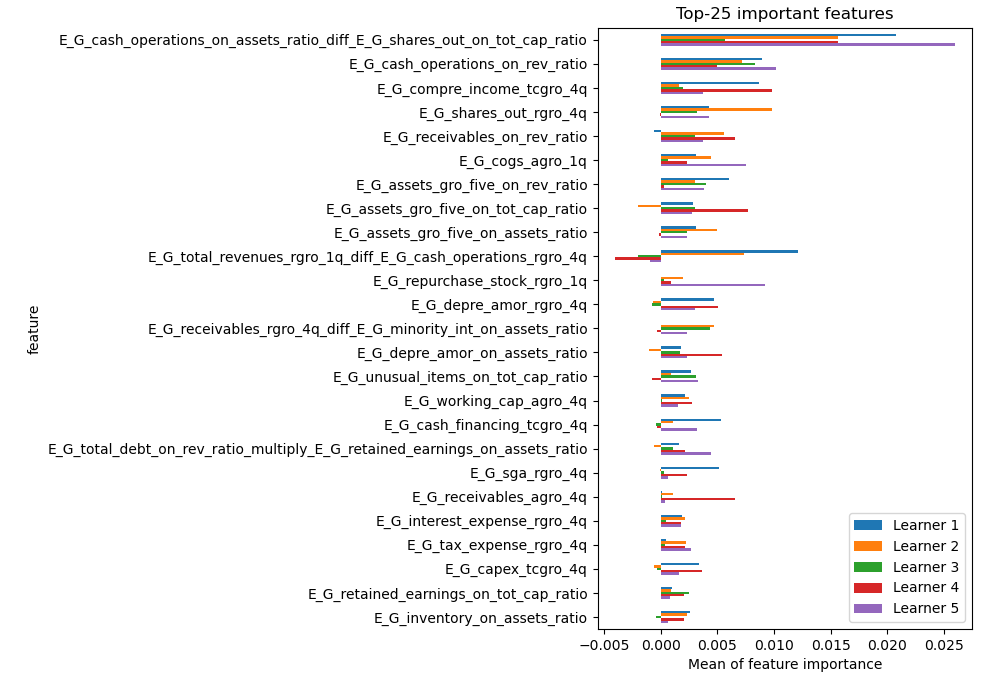 Top-25 important features
E_G_cash_operations_on_assets_ratio_diff_E_G_shares_out_on_tot_cap_ratio
E_G_cash_operations_on_rev_ratio
E_G_compre_income_tcgro_4q
E_G_shares_out_rgro_4q
E_G_receivables_on_rev_ratio
E_G_cogs_agro_1q
E_G_assets_gro_five_on_rev_ratio
E_G_assets_gro_five_on_tot_cap_ratio
E_G_assets_gro_five_on_assets_ratio
E_G_total_revenues_rgro_1q_diff_E_G_cash_operations_rgro_4q
E_G_repurchase_stock_rgro_1q
E_G_depre_amor_rgro_4q
E_G_receivables_rgro_4q_diff_E_G_minority_int_on_assets_ratio
E_G_depre_amor_on_assets_ratio
E_G_unusual_items_on_tot_cap_ratio
E_G_working_cap_agro_4q
E_G_cash_financing_tcgro_4q
E_G_total_debt_on_rev_ratio_multiply_E_G_retained_earnings_on_assets_ratio
E_G_sga_rgro_4q
E_G_receivables_agro_4q
E_G_interest_expense_rgro_4q
E_G_tax_expense_rgro_4q
E_G_capex_tcgro_4q
E_G_retained_earnings_on_tot_cap_ratio
E_G_inventory_on_assets_ratio
feature
Learner 1
Learner 2
Learner 3
Learner 4
Learner 5
−0.005 0.000 0.005 0.010 0.015 0.020 0.025
Mean of feature importance